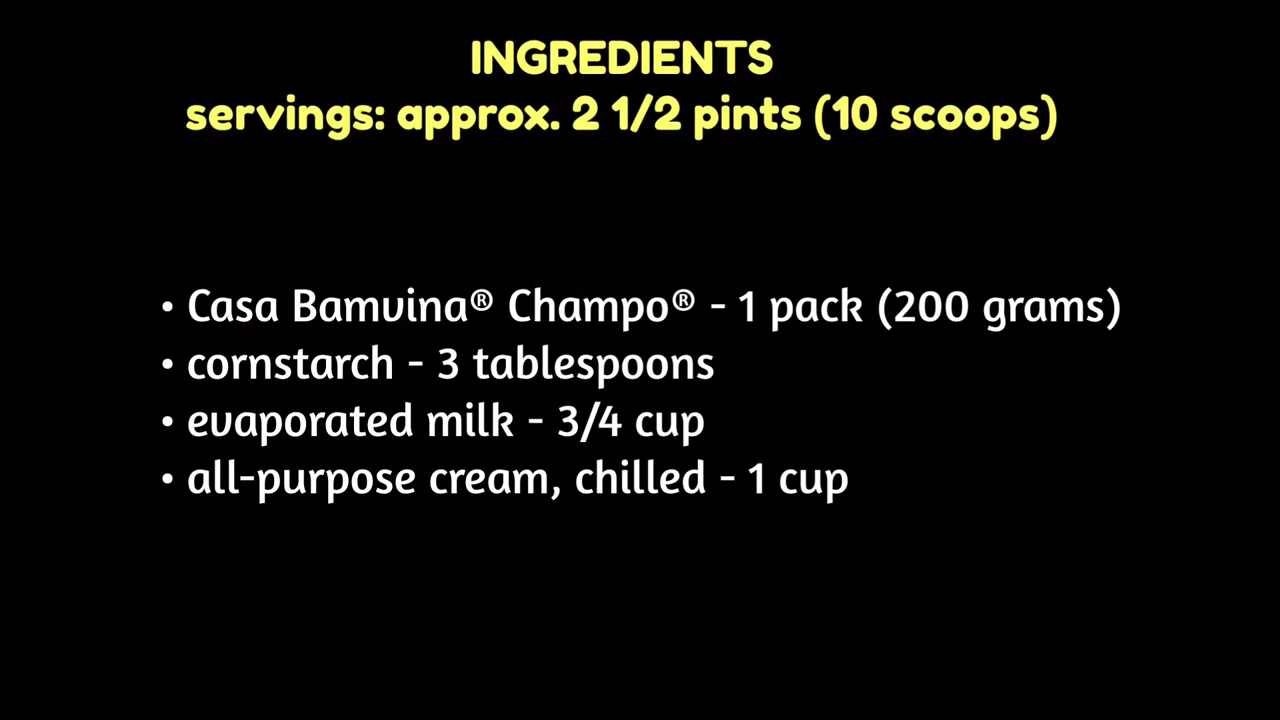 INGREDIENTS
servings: approx. 2 1/2 pints (10 scoops)
• Casa Bamvina® Champo® - 1 pack (200 grams)
• cornstarch - 3 tablespoons
• evaporated milk - 3/4 cup
• all-purpose cream, chilled - 1 cup